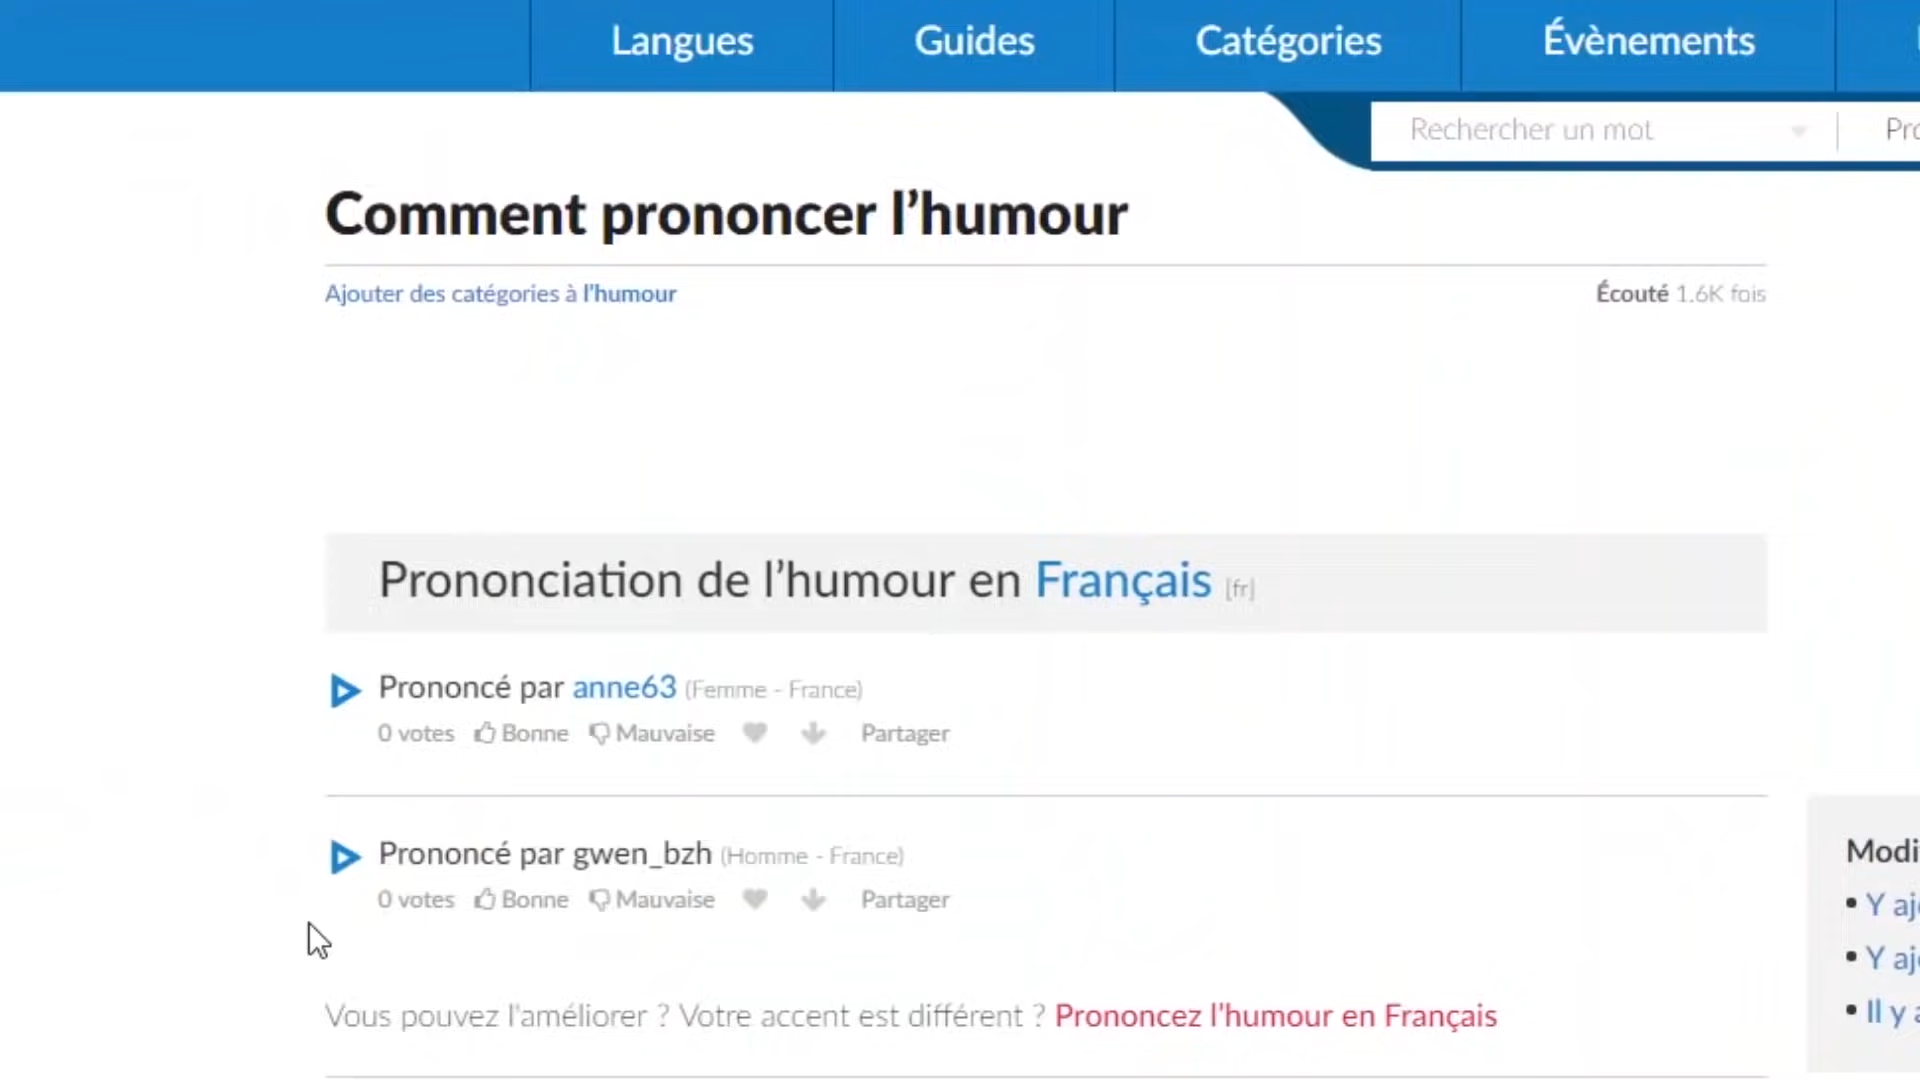 Langues Guides Catégories Évènements
Rechercher un mot
Comment prononcer l’humour
Ajouter des catégories à l’humour
Écouté 1.6K fois
Prononciation de l’humour en Français [fr]
Prononcé par anne63 (Femme - France)
0 votes Bonne Mauvaise Partager
Prononcé par gwen_bzh (Homme - France)
0 votes Bonne Mauvaise Partager
Vous pouvez l'améliorer ? Votre accent est différent ? Prononcez l’humour en Français
• Y
• Y
• Il y